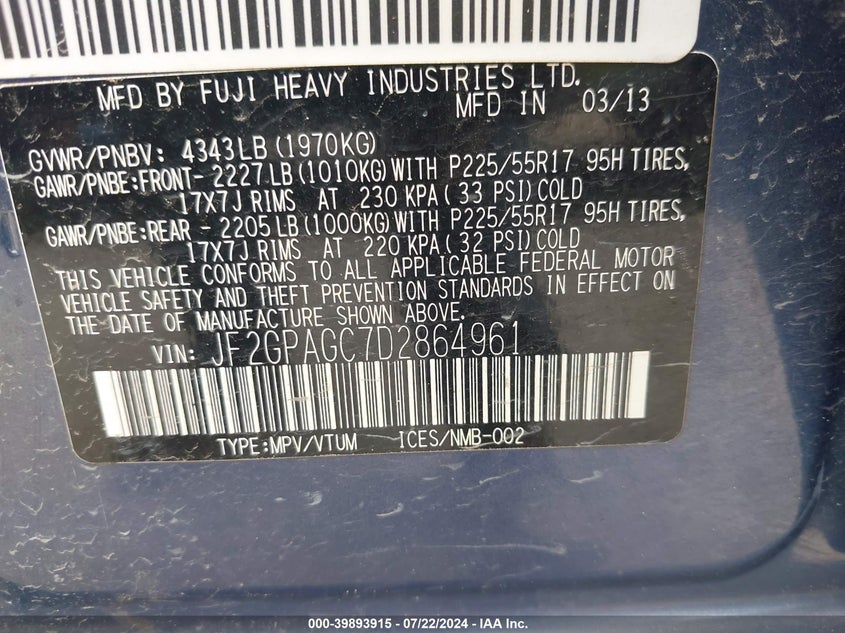 MFD BY FUJI HEAVY INDUSTRIES LTD.
MFD IN 03/13
GVWR/PNBV: 4343LB(1970KG)
GAWR/PNBE:FRONT-2227LB(1010KG)WITH P225/55R17 95H TIRES,
17X7J RIMS AT 230 KPA(33 PSI)COLD
GAWR/PNBE:REAR -2205LB(1000KG)WITH P225/55R17 95H TIRES,
17X7J RIMS AT 220 KPA(32 PSI)COLD
THIS VEHICLE CONFORMS TO ALL APPLICABLE FEDERAL MOTOR
VEHICLE SAFETY AND THEFT PREVENTION STANDARDS IN EFFECT ON
THE DATE OF MANUFACTURE SHOWN ABOVE.
VIN: JF2GPAGC7D2864961
TYPE:MPV/VTUM ICES/NMB-002
000-39893915 - 07/22/2024 - IAA Inc.